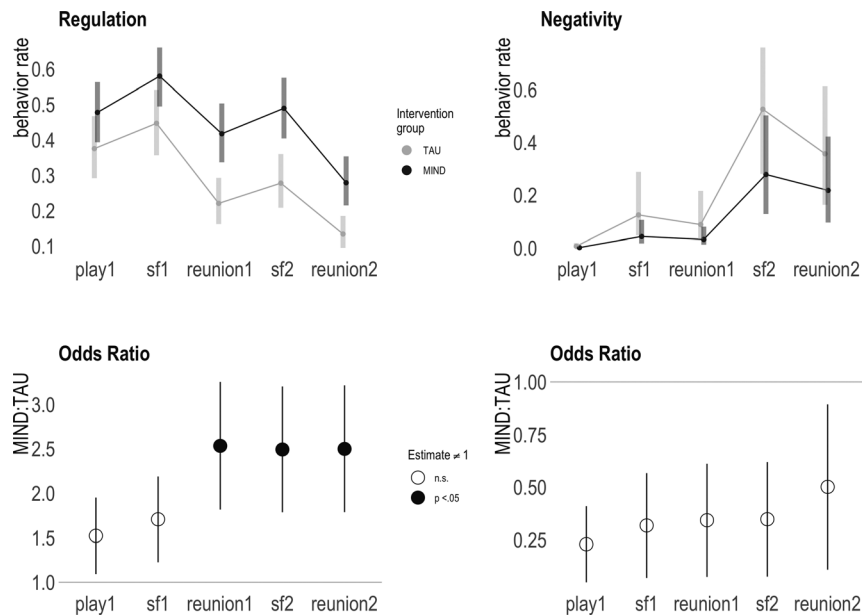 Regulation
behavior rate
0.6
0.5
0.4
0.3
0.2
0.1
play1 sf1 reunion1 sf2 reunion2
Intervention
group
TAU
MIND
Negativity
behavior rate
0.6
0.4
0.2
0.0
play1 sf1 reunion1 sf2 reunion2
Odds Ratio
MIND:TAU
3.0
2.5
2.0
1.5
1.0
play1 sf1 reunion1 sf2 reunion2
Estimate ≠ 1
n.s.
p <.05
Odds Ratio
MIND:TAU
1.00
0.75
0.50
0.25
play1 sf1 reunion1 sf2 reunion2